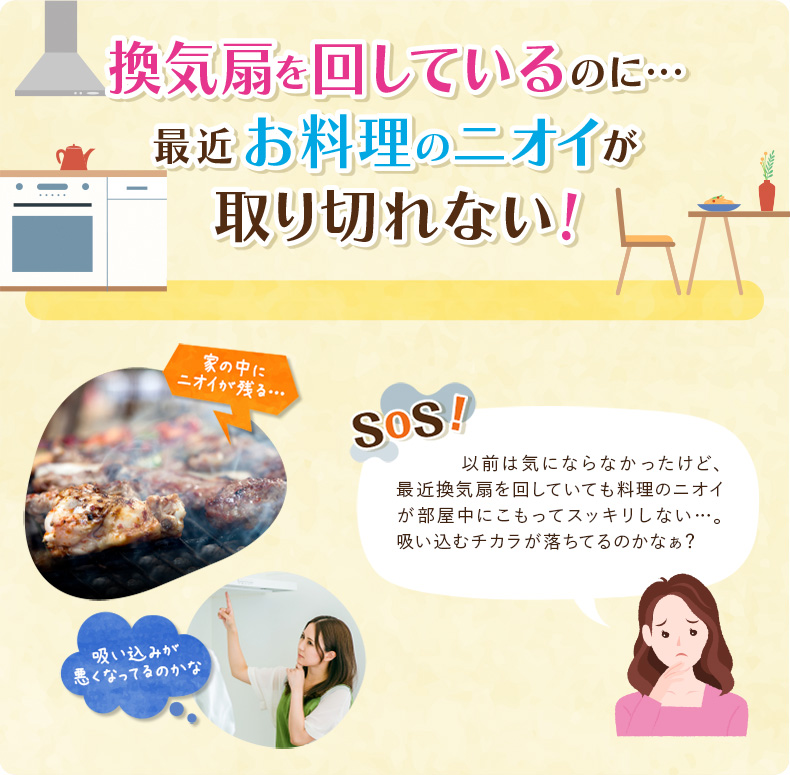 換気扇を回しているのに…
最近お料理のニオイが
取り切れない!
家の中に
ニオイが残る…
SOS!
以前は気にならなかったけど、
最近換気扇を回していても料理のニオイ
が部屋中にこもってスッキリしない…。
吸い込むチカラが落ちてるのかなぁ?
吸い込みが
悪くなってるのかな